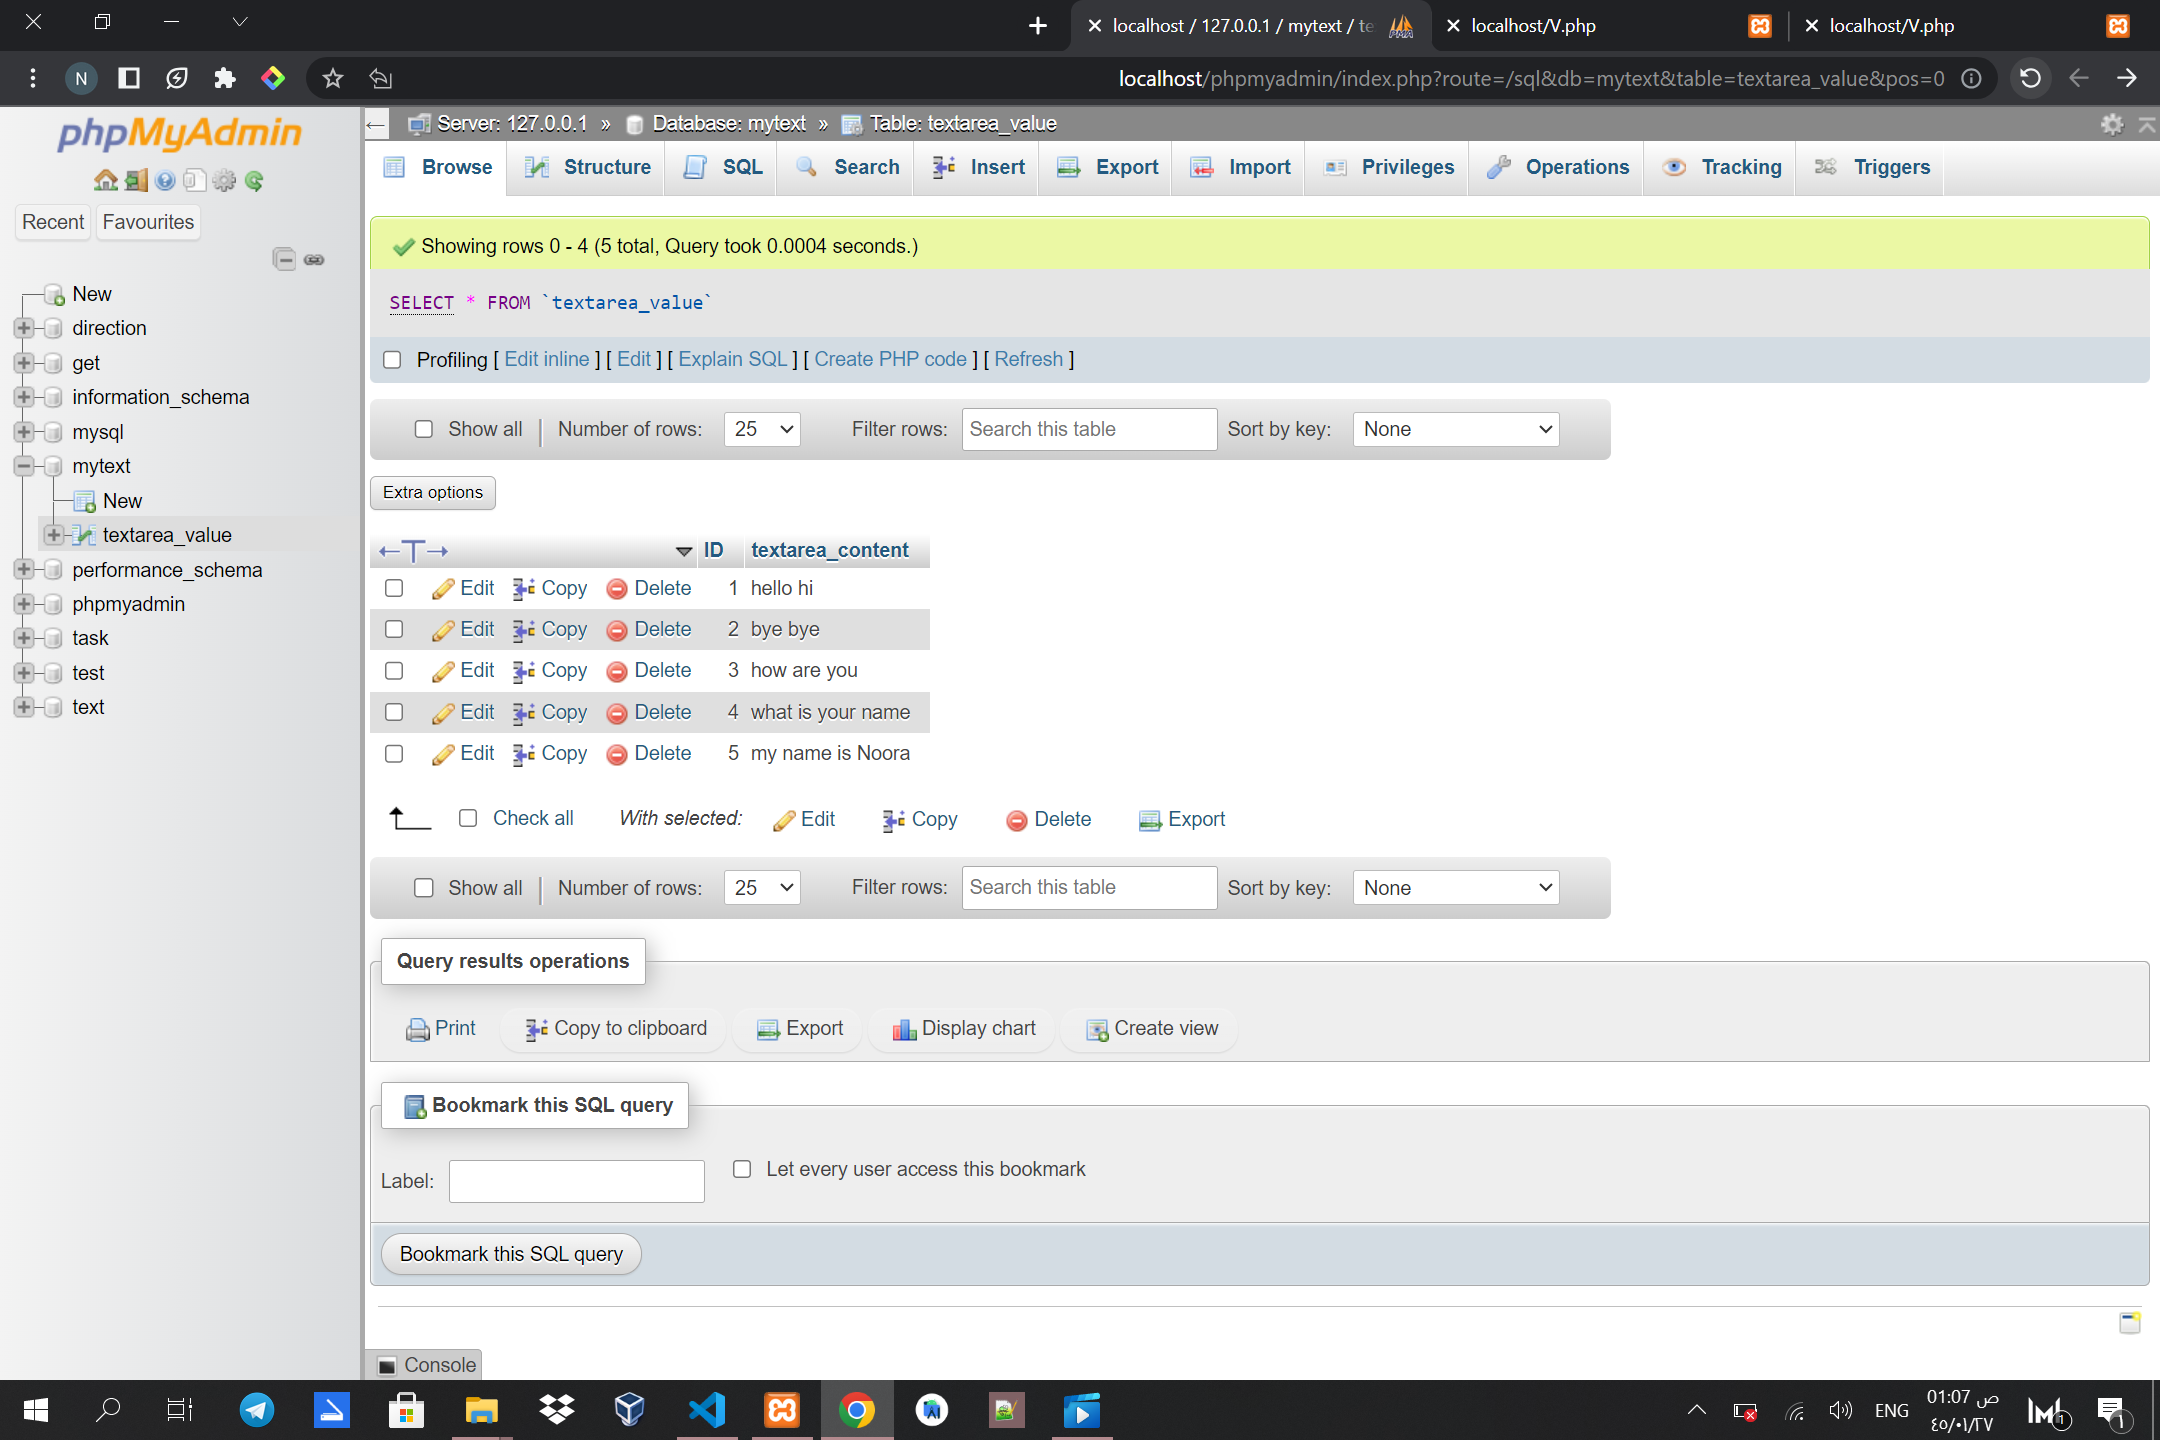 localhost / 127.0.0.1 / mytext / te
localhost/V.php
localhost/V.php
N
localhost/phpmyadmin/index.php?route=/sql&db=mytext&table=textarea_value&pos=0
phpMyAdmin
Recent
Favourites
New
direction
get
information_schema
mysql
mytext
New
textarea_value
performance_schema
phpmyadmin
task
test
text
Server: 127.0.0.1 » Database: mytext » Table: textarea_value
Browse Structure SQL Search Insert Export Import Privileges Operations Tracking Triggers
Showing rows 0 - 4 (5 total, Query took 0.0004 seconds.)
SELECT * FROM `textarea_value`
Profiling [ Edit inline ] [ Edit ] [ Explain SQL ] [ Create PHP code ] [ Refresh ]
Show all | Number of rows: 25 Filter rows: Search this table Sort by key: None
Extra options
←T→ ID textarea_content
Edit Copy Delete 1 hello hi
Edit Copy Delete 2 bye bye
Edit Copy Delete 3 how are you
Edit Copy Delete 4 what is your name
Edit Copy Delete 5 my name is Noora
Check all With selected: Edit Copy Delete Export
Show all | Number of rows: 25 Filter rows: Search this table Sort by key: None
Query results operations
Print Copy to clipboard Export Display chart Create view
Bookmark this SQL query
Label: Let every user access this bookmark
Bookmark this SQL query
Console
ENG
01:07 ص
٤٥/٠١/٢٧
1
1